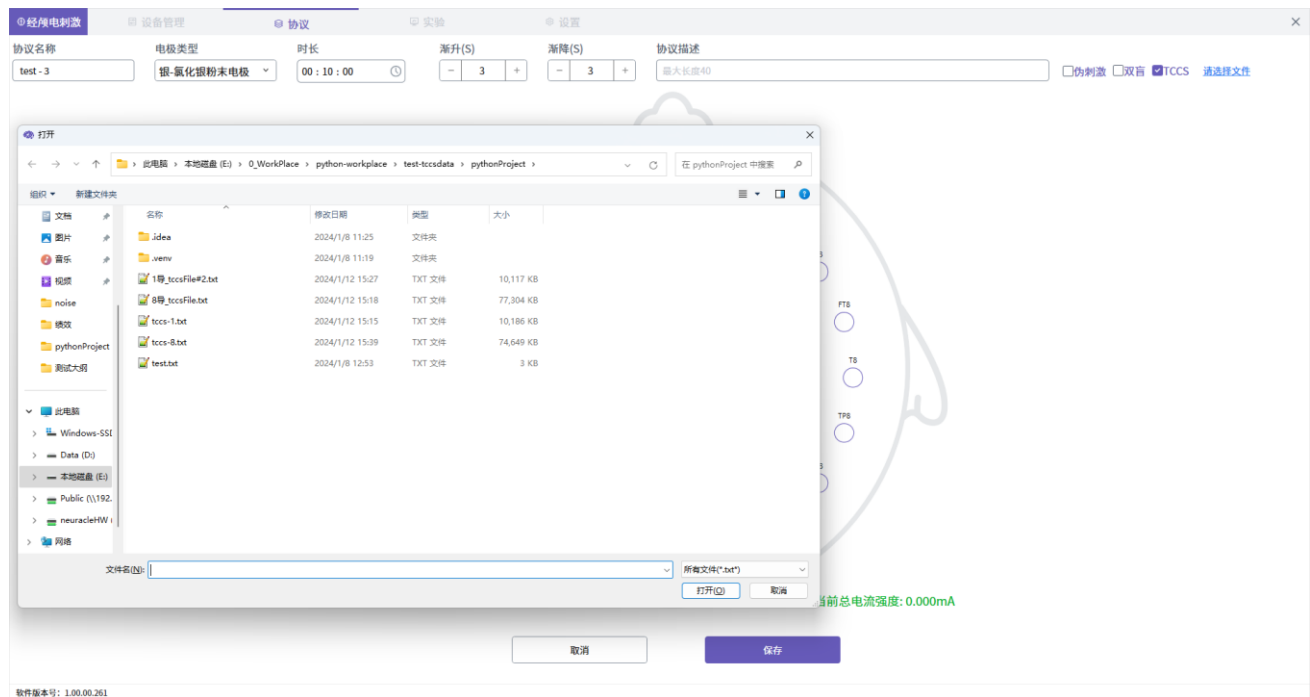 经颅电刺激 设备管理 协议 实验 设置
协议名称 电极类型 时长 渐升(S) 渐降(S) 协议描述
test - 3 银-氯化银粉末电极 00 : 10 : 00 − 3 + − 3 + 最大长度40 伪刺激 双盲 TCCS 请选择文件
打开
此电脑 › 本地磁盘 (E:) › 0_WorkPlace › python-workplace › test-tccsdata › pythonProject › 在 pythonProject 中搜索
组织 新建文件夹
名称 修改日期 类型 大小
文档
图片
音乐
视频
noise
绩效
pythonProject
测试大纲
此电脑
Windows-SSD
Data (D:)
本地磁盘 (E:)
Public (\\192.
neuracleHW
网络
.idea 2024/1/8 11:25 文件夹
.venv 2024/1/8 11:19 文件夹
1导_tccsFile#2.txt 2024/1/12 15:27 TXT 文件 10,117 KB
8导_tccsFile.txt 2024/1/12 15:18 TXT 文件 77,304 KB
tccs-1.txt 2024/1/12 15:15 TXT 文件 10,186 KB
tccs-8.txt 2024/1/12 15:39 TXT 文件 74,649 KB
test.txt 2024/1/8 12:53 TXT 文件 3 KB
FT8
T8
TP8
文件名(N): 所有文件(*.txt*)
打开(O) 取消
当前总电流强度: 0.000mA
取消 保存
软件版本号: 1.00.00.261